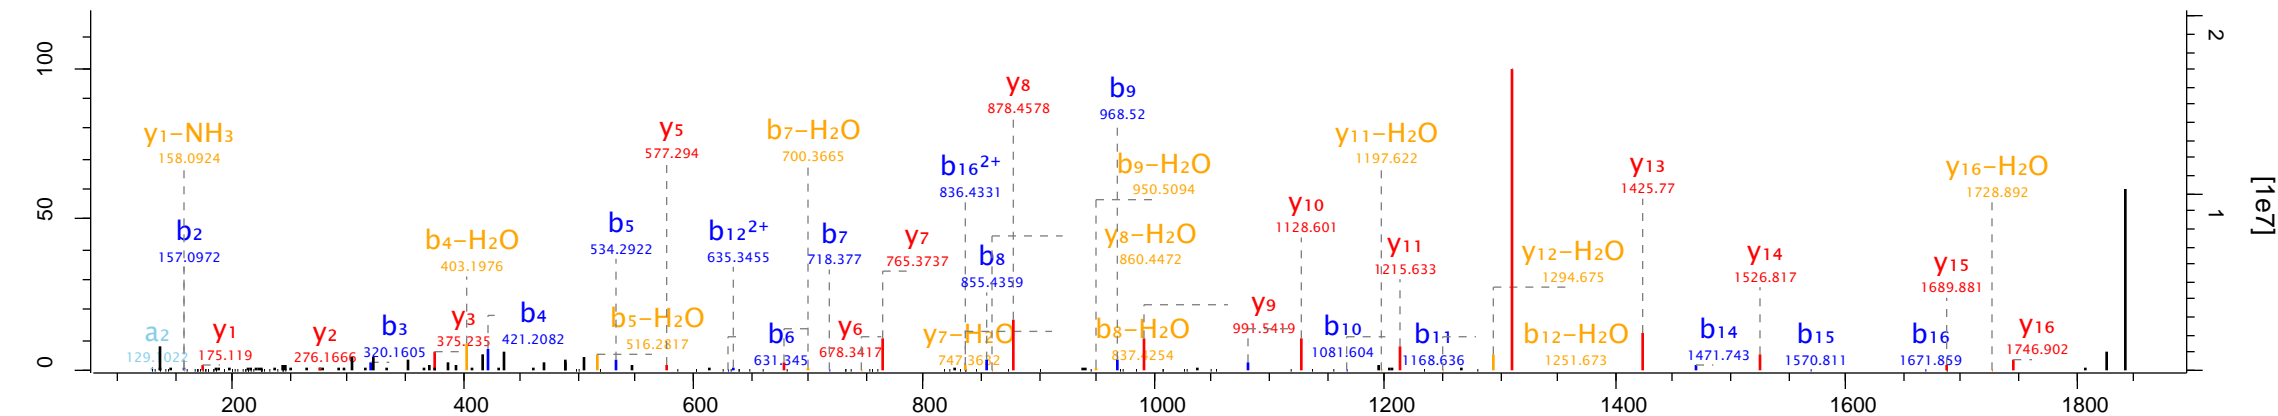 y1-NH3
158.0924
b2
157.0972
a2
129.1022
y1
175.119
y2
276.1666
b3
320.1605
y3
375.235
b4-H2O
403.1976
b4
421.2082
b5-H2O
516.2817
b5
534.2922
y5
577.294
b12 2+
635.3455
b6
631.345
y6
678.3417
b7-H2O
700.3665
b7
718.377
y7
765.3737
y7-H2O
b16 2+
836.4331
b8
855.4359
y8
878.4578
b9
968.52
b9-H2O
950.5094
y8-H2O
860.4472
b8-H2O
837.4254
y9
991.5419
y10
1128.601
b10
1081.604
y11-H2O
1197.622
y11
1215.633
b11
1168.636
y12-H2O
1294.675
b12-H2O
1251.673
y13
1425.77
b14
1471.743
y14
1526.817
b15
1570.811
y15
1689.881
b16
1671.859
y16-H2O
1728.892
y16
1746.902
0
50
100
1
2
[1e7]
200
400
600
800
1000
1200
1400
1600
1800